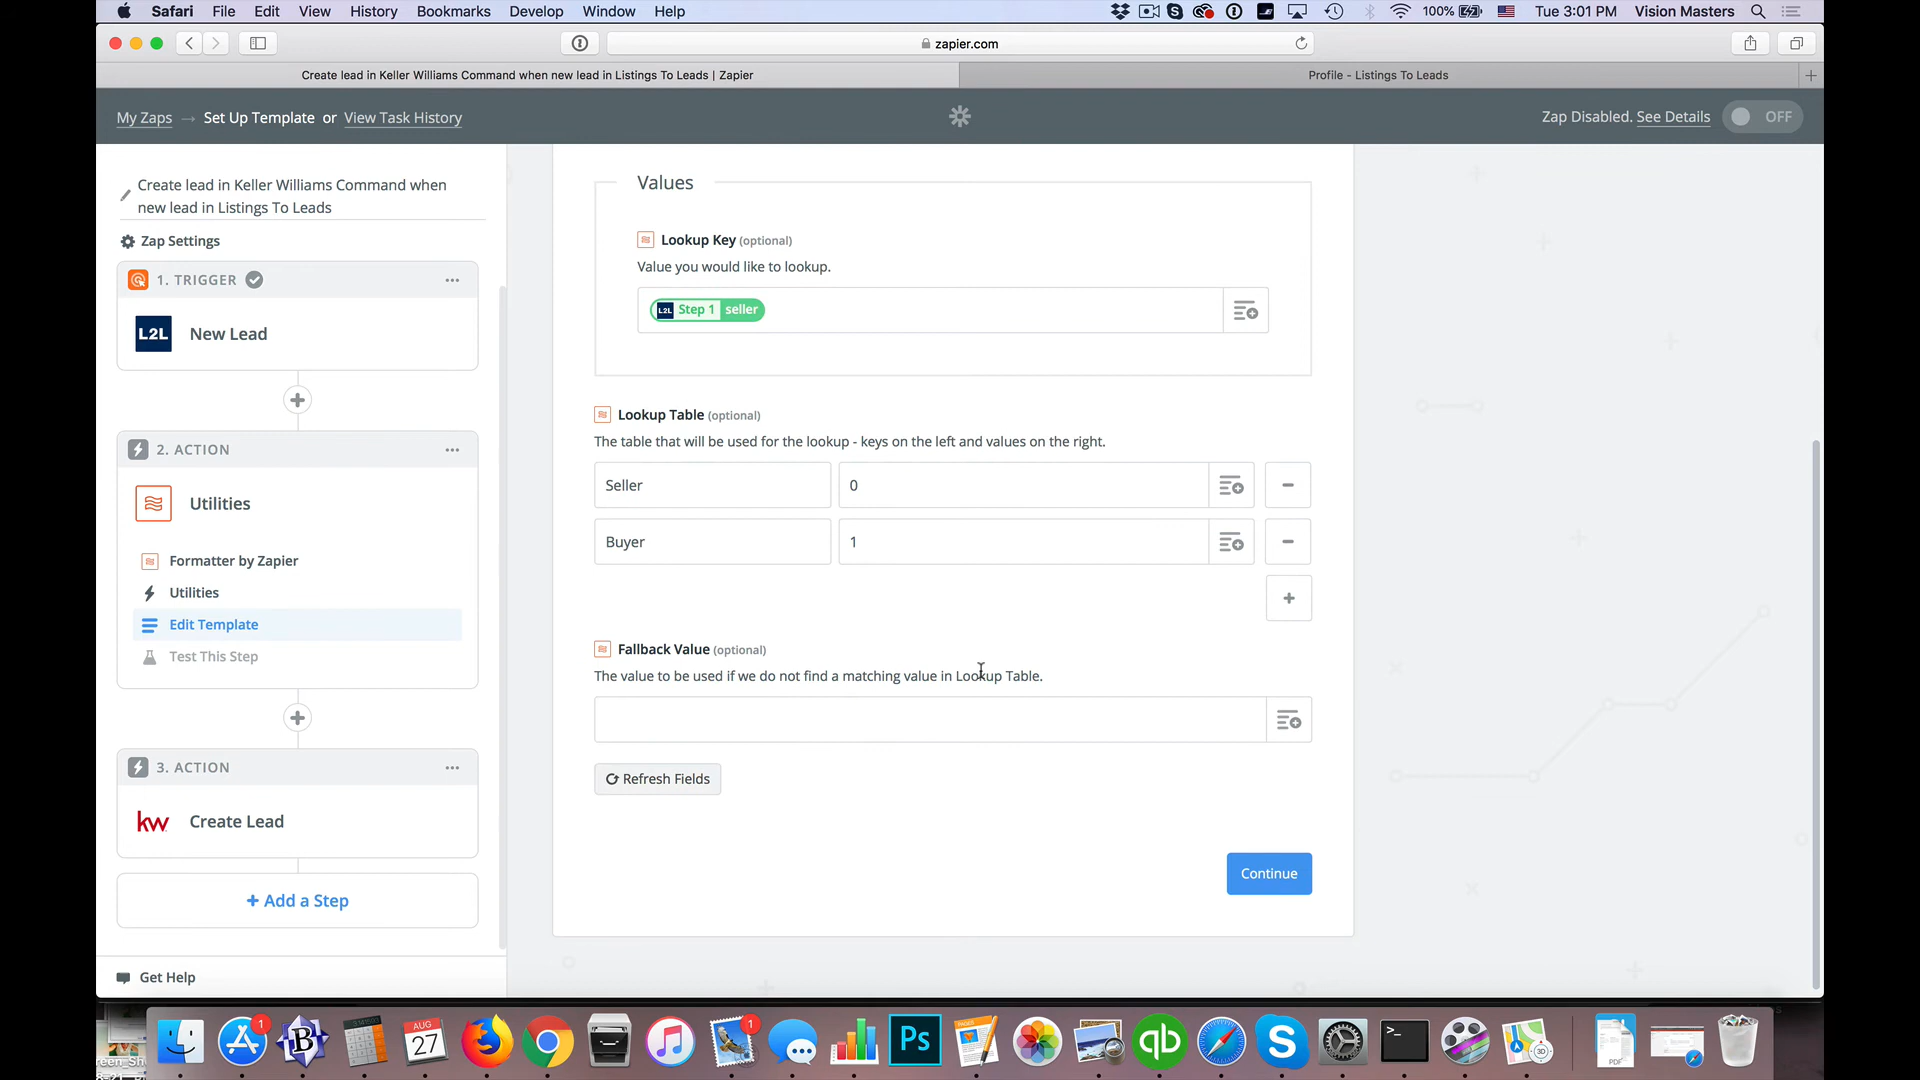 Safari File Edit View History Bookmarks Develop Window Help
100% Tue 3:01 PM Vision Masters
zapier.com
Create lead in Keller Williams Command when new lead in Listings To Leads | Zapier
Profile - Listings To Leads
My Zaps → Set Up Template or View Task History
Zap Disabled. See Details OFF
Create lead in Keller Williams Command when
new lead in Listings To Leads
Zap Settings
1. TRIGGER
L2L New Lead
2. ACTION
Utilities
Formatter by Zapier
Utilities
Edit Template
Test This Step
3. ACTION
kw Create Lead
+ Add a Step
Get Help
Values
Lookup Key (optional)
Value you would like to lookup.
L2L Step 1 seller
Lookup Table (optional)
The table that will be used for the lookup - keys on the left and values on the right.
Seller 0
Buyer 1
Fallback Value (optional)
The value to be used if we do not find a matching value in Lookup Table.
Refresh Fields
Continue
1
AUG
27
1
Ps
PAGES
qb
3D
PDF